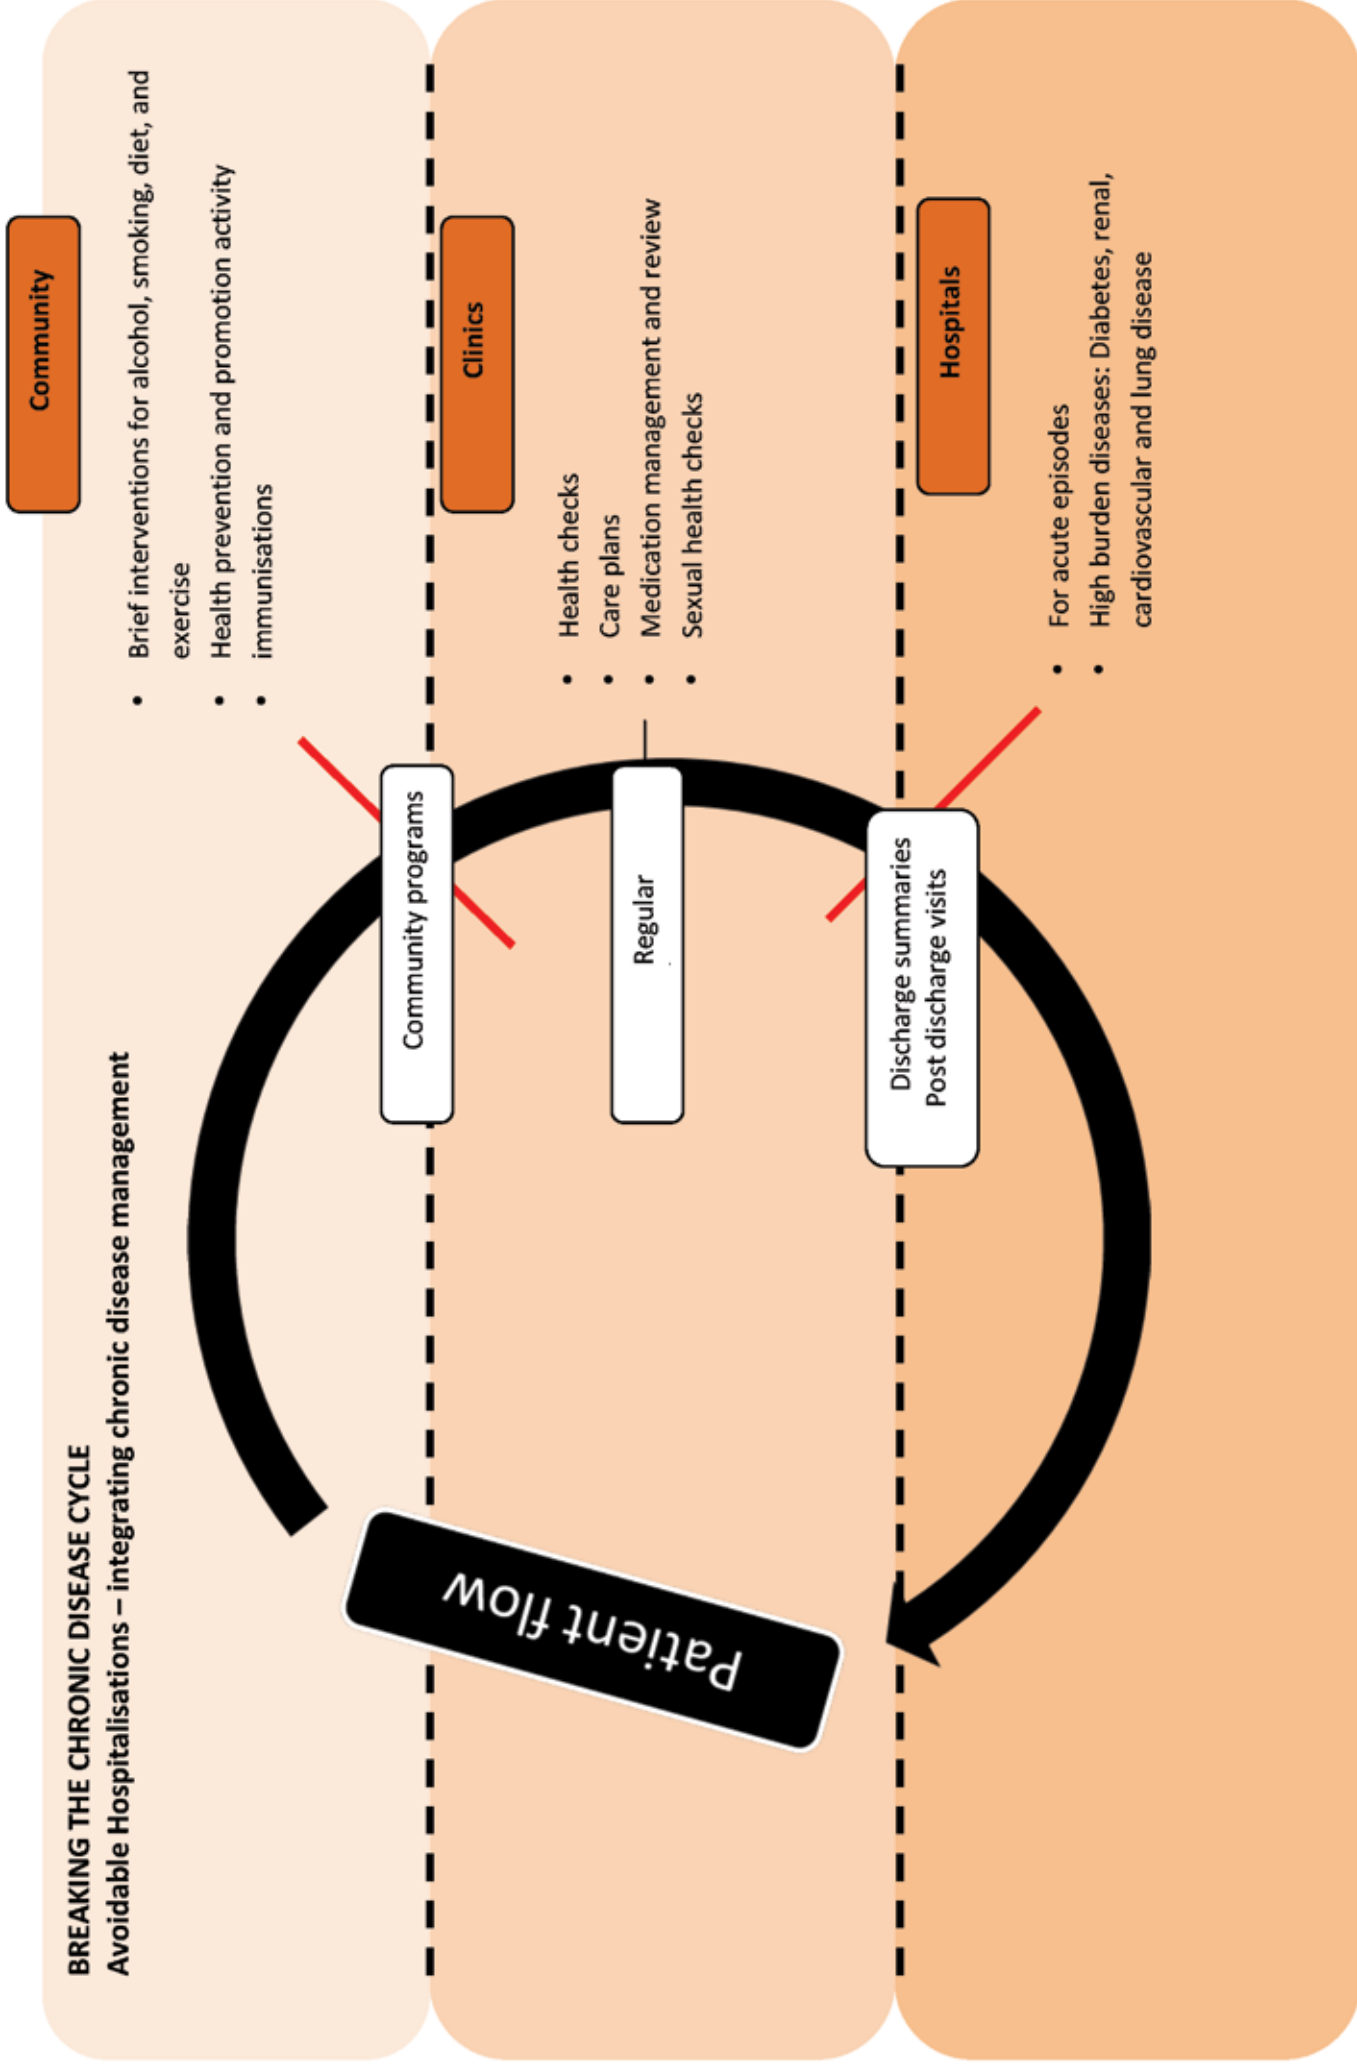 BREAKING THE CHRONIC DISEASE CYCLE
Avoidable Hospitalisations – integrating chronic disease management
Community
• Brief interventions for alcohol, smoking, diet, and
exercise
• Health prevention and promotion activity
• immunisations
Community programs
Clinics
• Health checks
• Care plans
• Medication management and review
• Sexual health checks
Regular
Patient flow
Hospitals
• For acute episodes
• High burden diseases: Diabetes, renal,
cardiovascular and lung disease
Discharge summaries
Post discharge visits